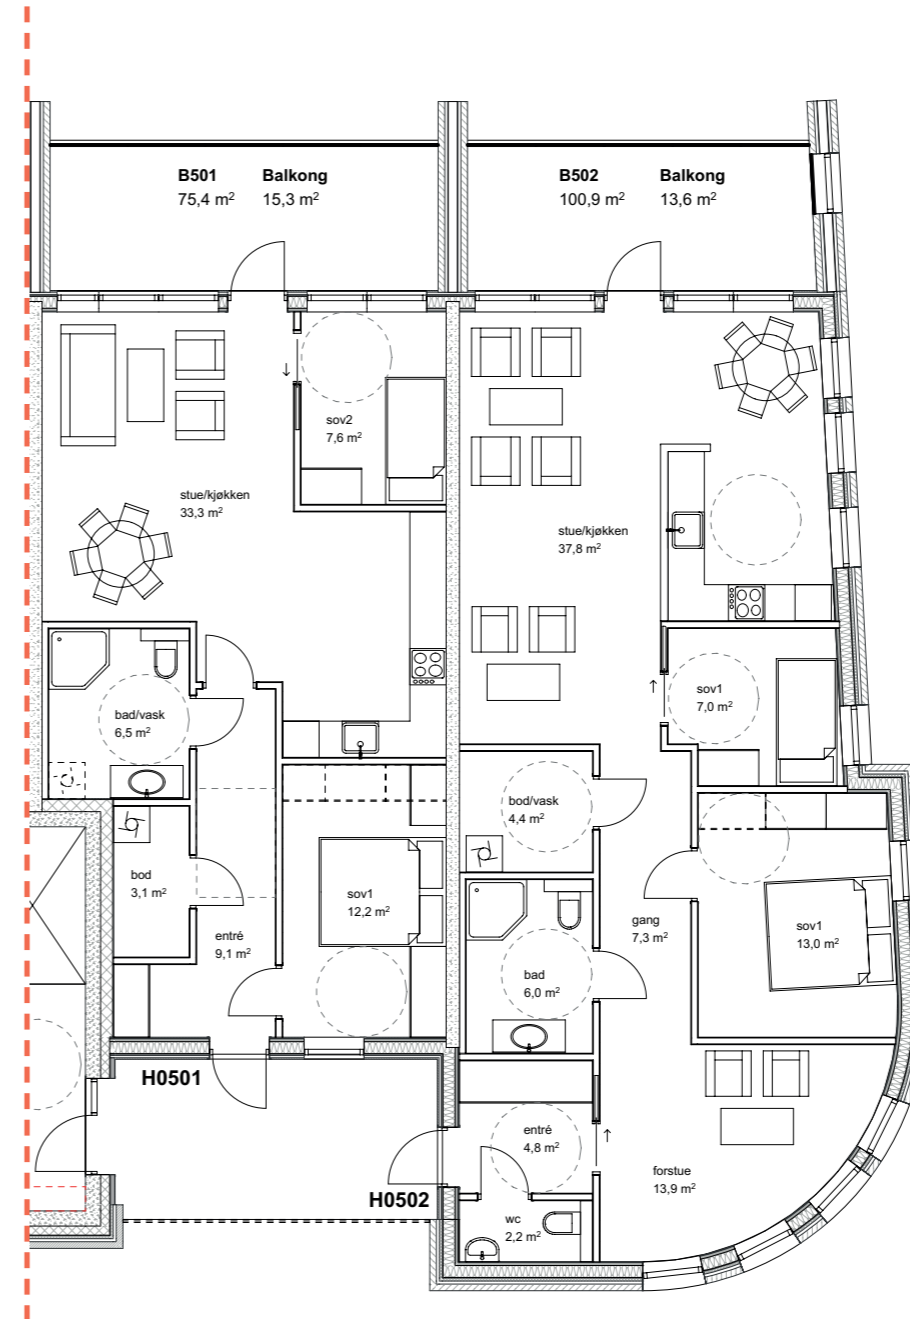 B501 Balkong
75,4 m² 15,3 m²
B502 Balkong
100,9 m² 13,6 m²
sov2
7,6 m²
stue/kjøkken
33,3 m²
stue/kjøkken
37,8 m²
sov1
7,0 m²
bad/vask
6,5 m²
bod/vask
4,4 m²
bod
3,1 m²
sov1
12,2 m²
entré
9,1 m²
gang
7,3 m²
sov1
13,0 m²
bad
6,0 m²
H0501
entré
4,8 m²
forstue
13,9 m²
H0502
wc
2,2 m²